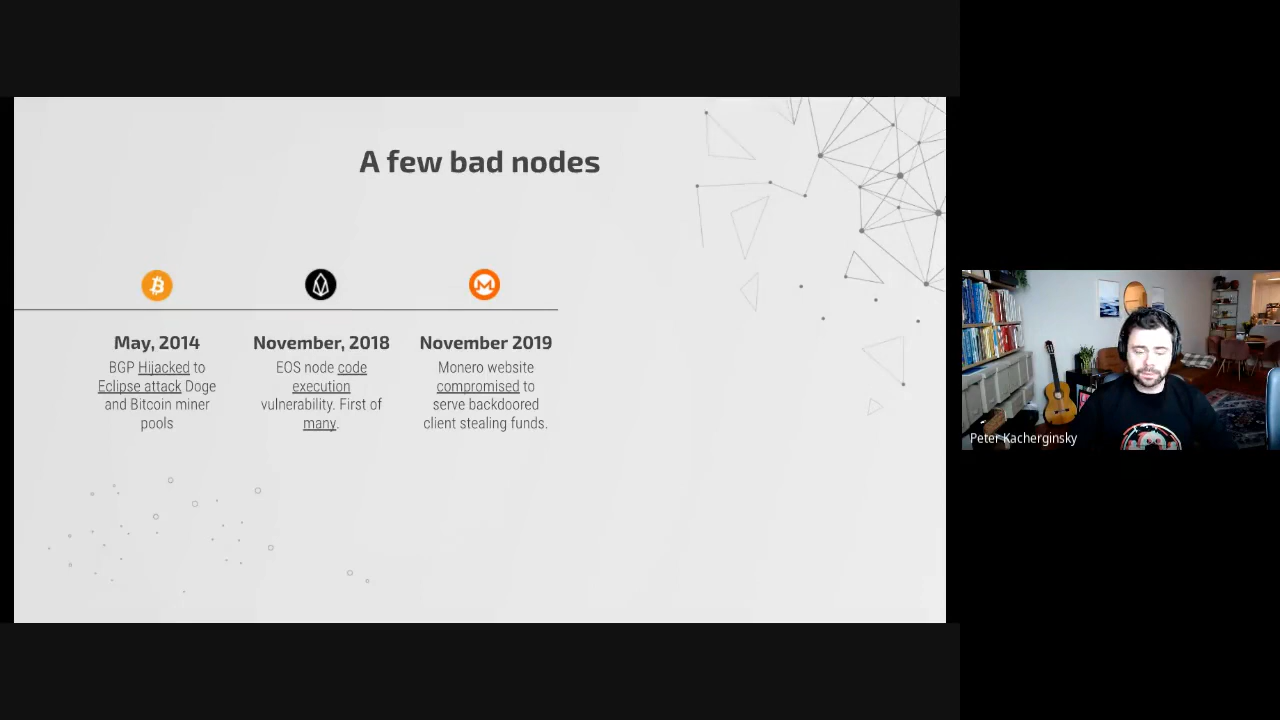 A few bad nodes
May, 2014
BGP Hijacked to
Eclipse attack Doge
and Bitcoin miner
pools
November, 2018
EOS node code
execution
vulnerability. First of
many.
November 2019
Monero website
compromised to
serve backdoored
client stealing funds.
Peter Kacherginsky